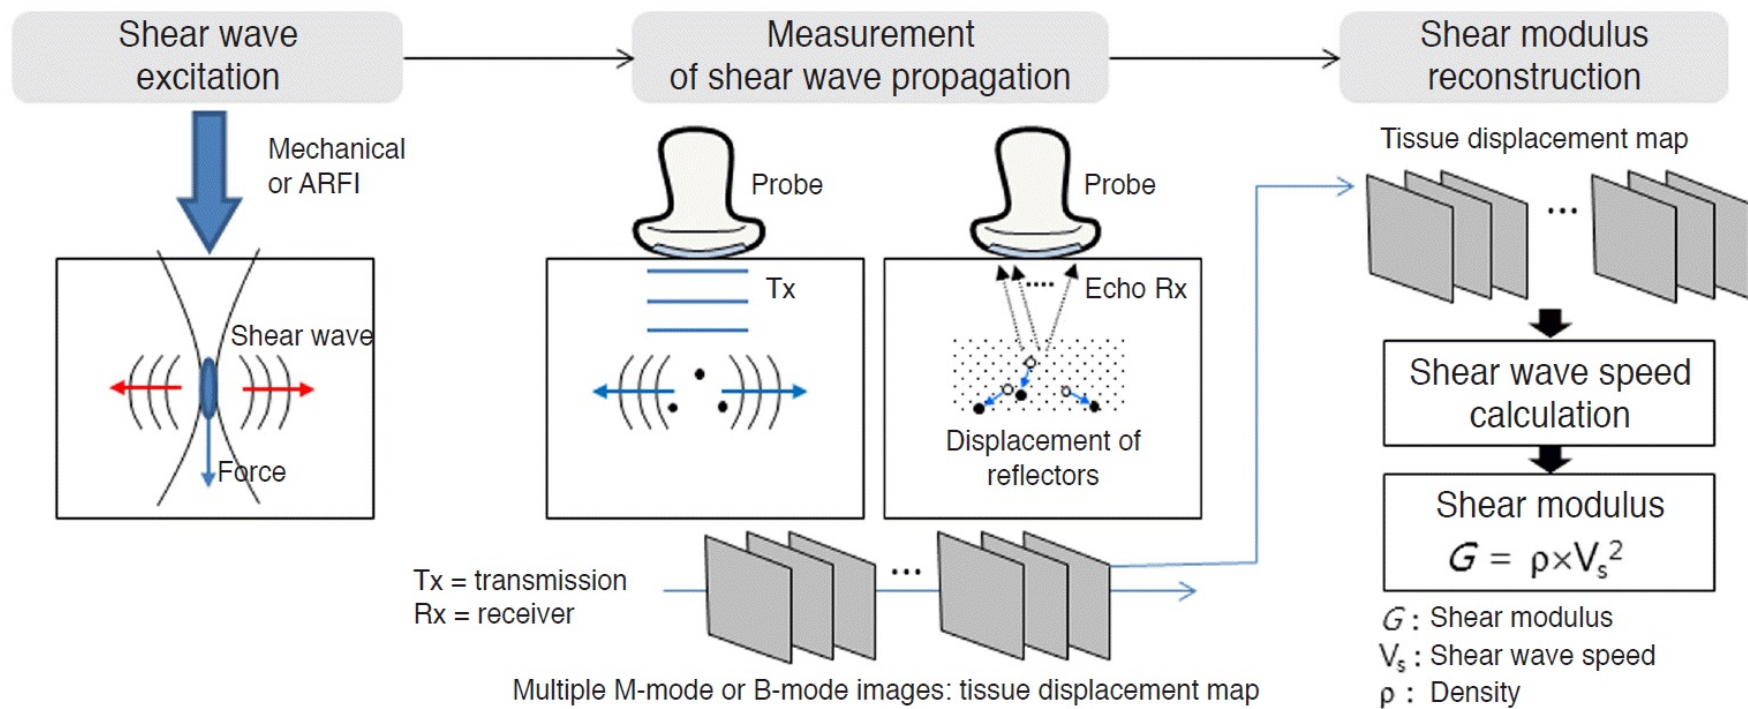 Shear wave
excitation
Measurement
of shear wave propagation
Shear modulus
reconstruction
Mechanical
or ARFI
Shear wave
Force
Probe
Tx
Probe
Echo Rx
Displacement of
reflectors
Tx = transmission
Rx = receiver
...
Multiple M-mode or B-mode images: tissue displacement map
Tissue displacement map
...
Shear wave speed
calculation
Shear modulus
G = ρ×Vₛ²
G : Shear modulus
Vₛ : Shear wave speed
ρ : Density